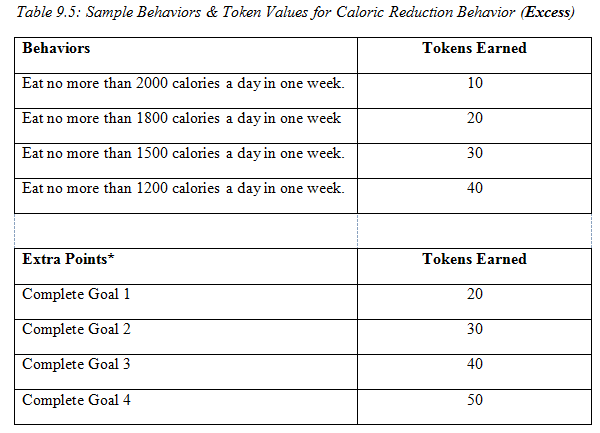 Table 9.5: Sample Behaviors & Token Values for Caloric Reduction Behavior (Excess)
Behaviors Tokens Earned
Eat no more than 2000 calories a day in one week. 10
Eat no more than 1800 calories a day in one week 20
Eat no more than 1500 calories a day in one week. 30
Eat no more than 1200 calories a day in one week. 40
Extra Points* Tokens Earned
Complete Goal 1 20
Complete Goal 2 30
Complete Goal 3 40
Complete Goal 4 50